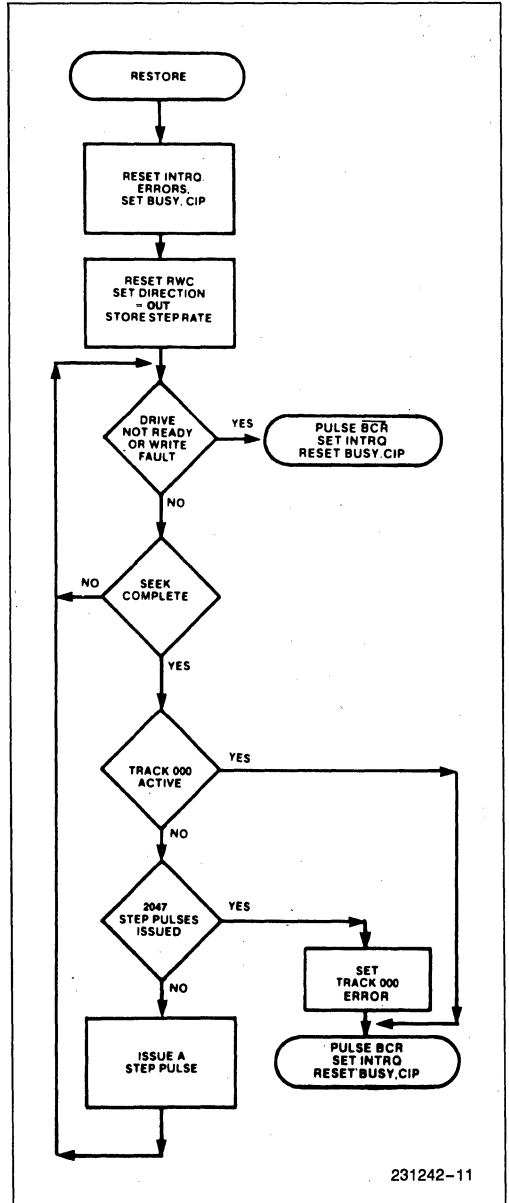 RESTORE
RESET INTRQ.
ERRORS,
SET BUSY, CIP
RESET RWC
SET DIRECTION
= OUT
STORE STEP RATE
DRIVE
NOT READY
OR WRITE
FAULT
YES
PULSE BCR
SET INTRQ
RESET BUSY.CIP
NO
SEEK
COMPLETE
NO
YES
TRACK 000
ACTIVE
YES
NO
2047
STEP PULSES
ISSUED
YES
SET
TRACK 000
ERROR
NO
ISSUE A
STEP PULSE
PULSE BCR
SET INTRQ
RESET BUSY,CIP
231242-11